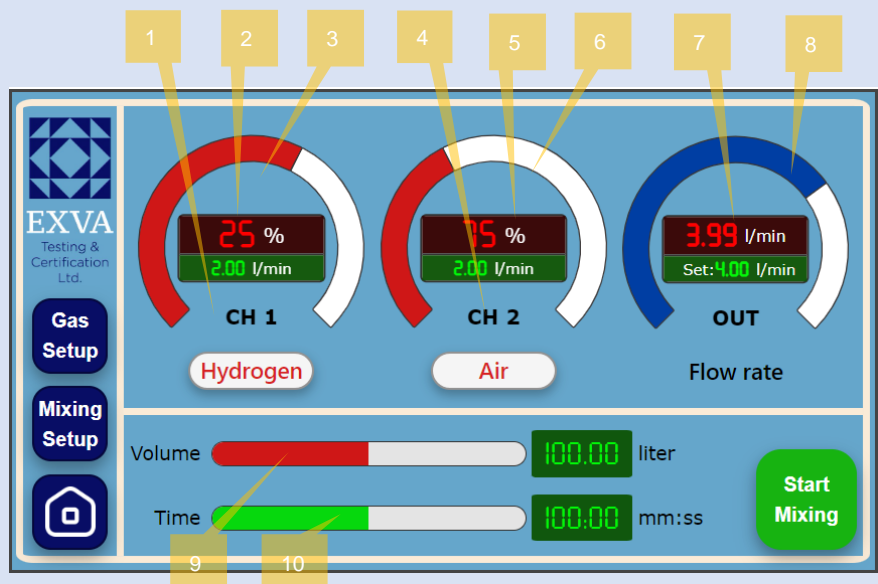 1 2 3 4 5 6 7 8
EXVA
Testing &
Certification
Ltd.
Gas
Setup
Mixing
Setup
25 %
2.00 l/min
CH 1
Hydrogen
75 %
2.00 l/min
CH 2
Air
3.99 l/min
Set:4.00 l/min
OUT
Flow rate
Volume 100.00 liter
Time 100:00 mm:ss
Start
Mixing
9 10